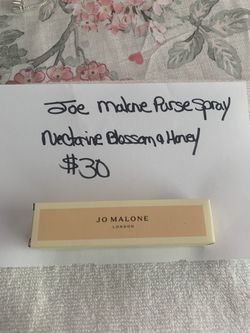 Joe Malone Purse Spray
Nectarine Blossom & Honey
$30
JO MALONE
LONDON